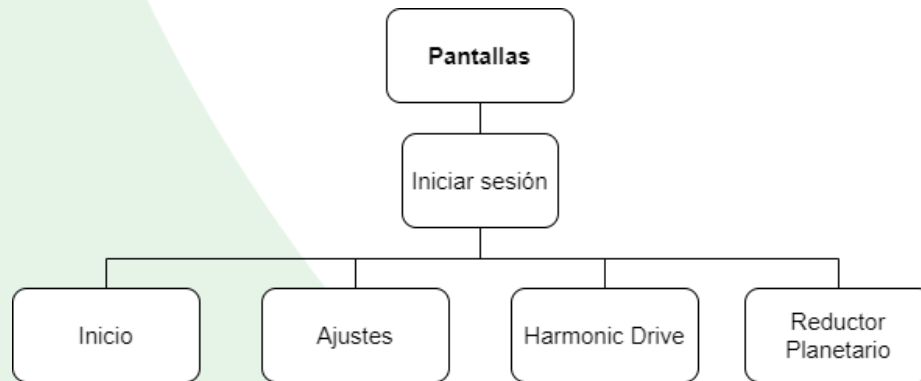 Pantallas
Iniciar sesión
Inicio
Ajustes
Harmonic Drive
Reductor
Planetario